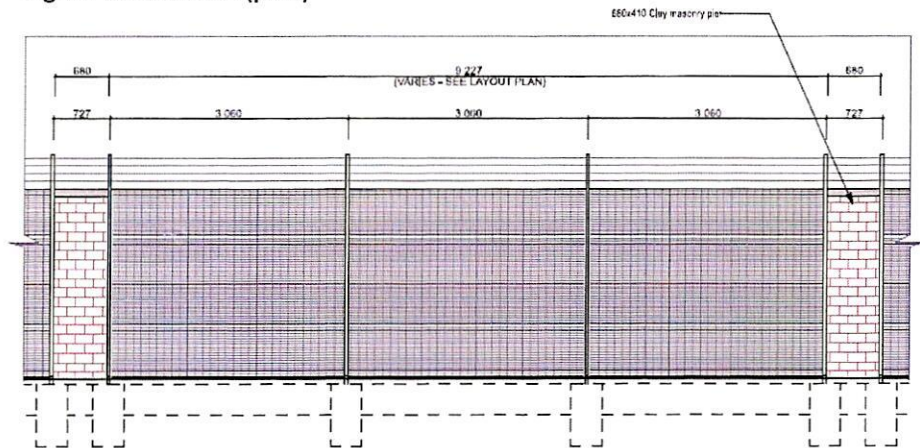 680x410 Clay masonry pier
680 9 227 680
(VARIES - SEE LAYOUT PLAN)
727 3 060 3 060 3 060 727